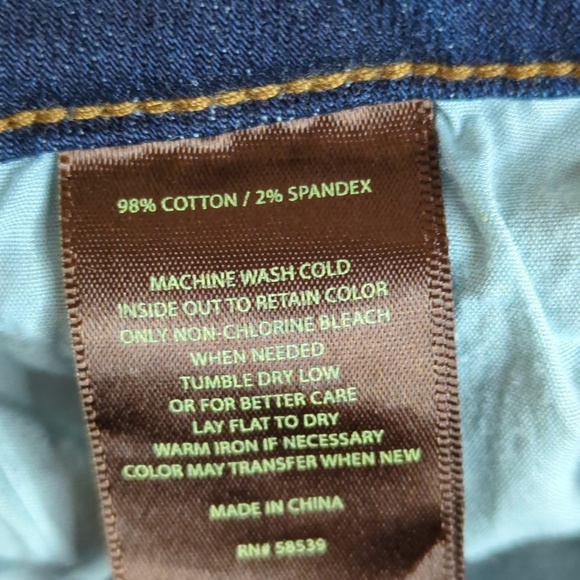 98% COTTON / 2% SPANDEX
MACHINE WASH COLD
INSIDE OUT TO RETAIN COLOR
ONLY NON-CHLORINE BLEACH
WHEN NEEDED
TUMBLE DRY LOW
OR FOR BETTER CARE
LAY FLAT TO DRY
WARM IRON IF NECESSARY
COLOR MAY TRANSFER WHEN NEW
MADE IN CHINA
RN# 58539